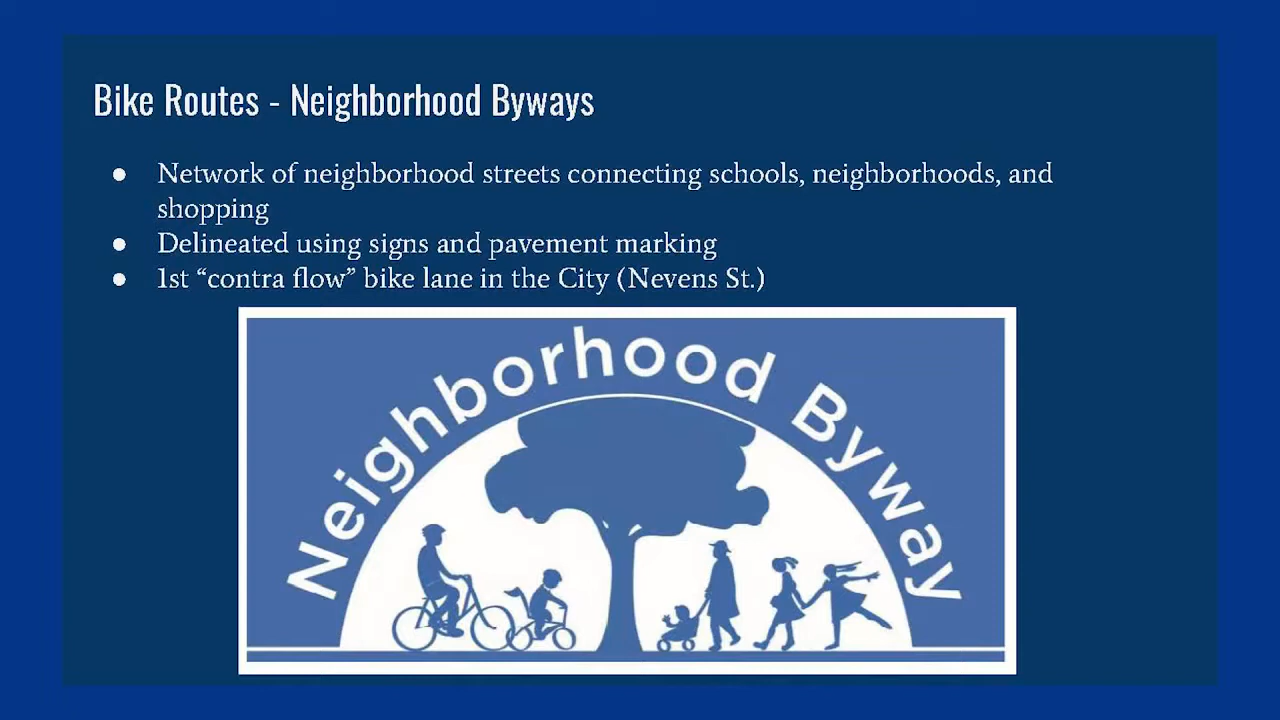 Bike Routes - Neighborhood Byways
● Network of neighborhood streets connecting schools, neighborhoods, and
shopping
● Delineated using signs and pavement marking
● 1st “contra flow” bike lane in the City (Nevens St.)
Neighborhood Byway